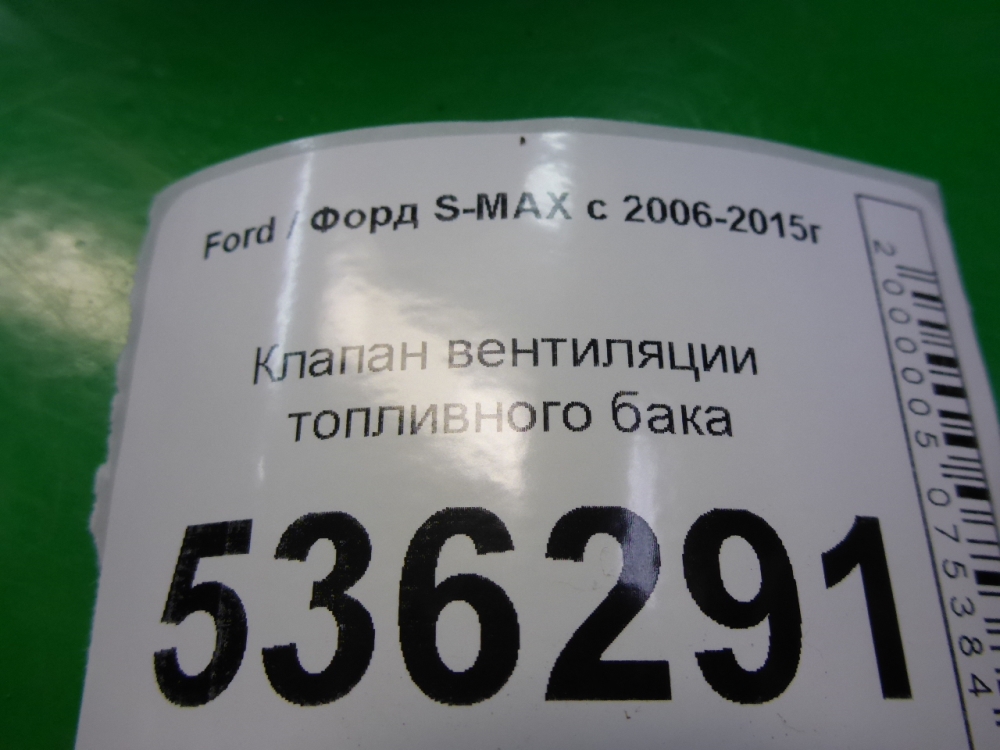 Ford / Форд S-MAX с 2006-2015г
Клапан вентиляции
топливного бака
536291
2000005075384